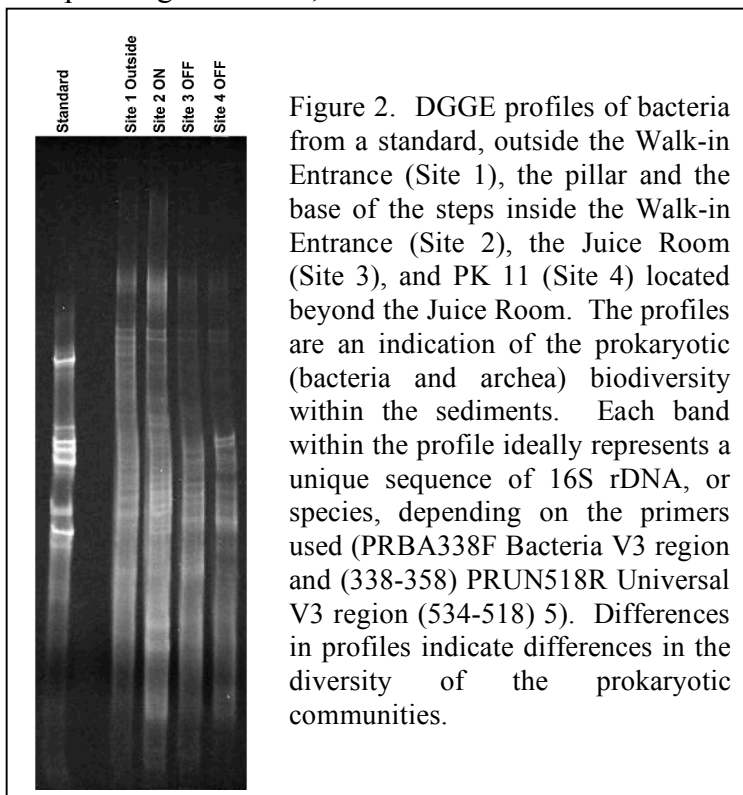 Standard
Site 1 Outside
Site 2 ON
Site 3 OFF
Site 4 OFF
Figure 2. DGGE profiles of bacteria
from a standard, outside the Walk-in
Entrance (Site 1), the pillar and the
base of the steps inside the Walk-in
Entrance (Site 2), the Juice Room
(Site 3), and PK 11 (Site 4) located
beyond the Juice Room. The profiles
are an indication of the prokaryotic
(bacteria and archea) biodiversity
within the sediments. Each band
within the profile ideally represents a
unique sequence of 16S rDNA, or
species, depending on the primers
used (PRBA338F Bacteria V3 region
and (338-358) PRUN518R Universal
V3 region (534-518) 5). Differences
in profiles indicate differences in the
diversity of the prokaryotic
communities.